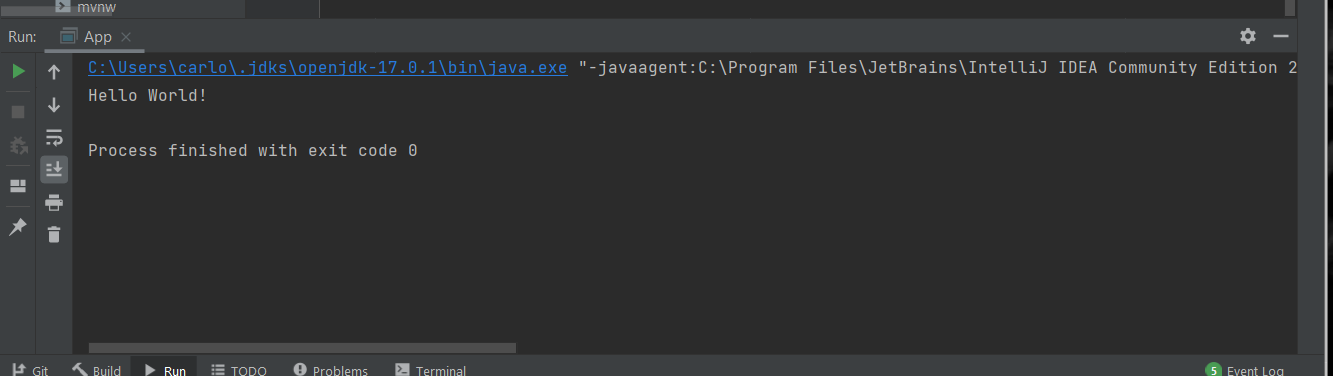 mvnw
Run: App
C:\Users\carlo\.jdks\openjdk-17.0.1\bin\java.exe "-javaagent:C:\Program Files\JetBrains\IntelliJ IDEA Community Edition 2
Hello World!
Process finished with exit code 0
Git Build Run TODO Problems Terminal 5 Event Log